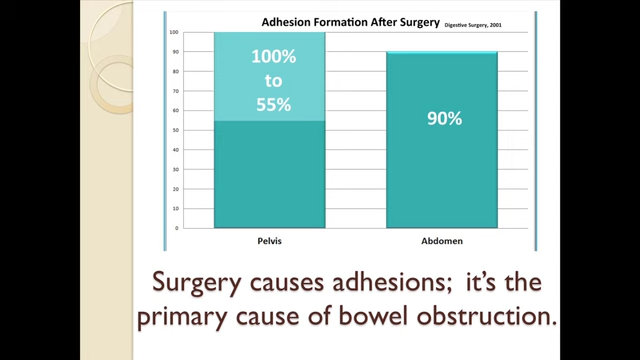 Adhesion Formation After Surgery Digestive Surgery, 2001
100
90
80
70
60
50
40
30
20
10
0
100%
to
55%
90%
Pelvis Abdomen
Surgery causes adhesions; it's the
primary cause of bowel obstruction.